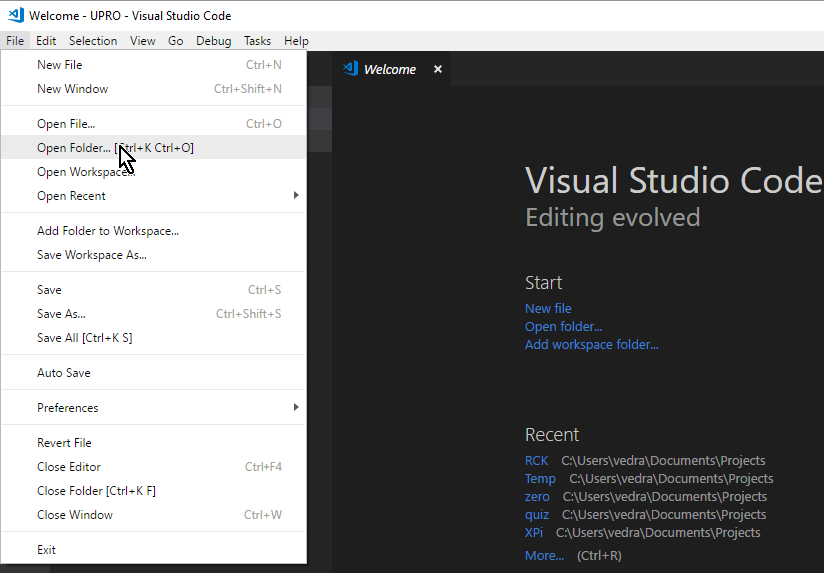 Welcome - UPRO - Visual Studio Code
File Edit Selection View Go Debug Tasks Help
New File Ctrl+N
New Window Ctrl+Shift+N
Open File... Ctrl+O
Open Folder... [Ctrl+K Ctrl+O]
Open Workspace...
Open Recent
Add Folder to Workspace...
Save Workspace As...
Save Ctrl+S
Save As... Ctrl+Shift+S
Save All [Ctrl+K S]
Auto Save
Preferences
Revert File
Close Editor Ctrl+F4
Close Folder [Ctrl+K F]
Close Window Ctrl+W
Exit
Welcome
Visual Studio Code
Editing evolved
Start
New file
Open folder...
Add workspace folder...
Recent
RCK C:\Users\vedra\Documents\Projects
Temp C:\Users\vedra\Documents\Projects
zero C:\Users\vedra\Documents\Projects
quiz C:\Users\vedra\Documents\Projects
XPi C:\Users\vedra\Documents\Projects
More... (Ctrl+R)